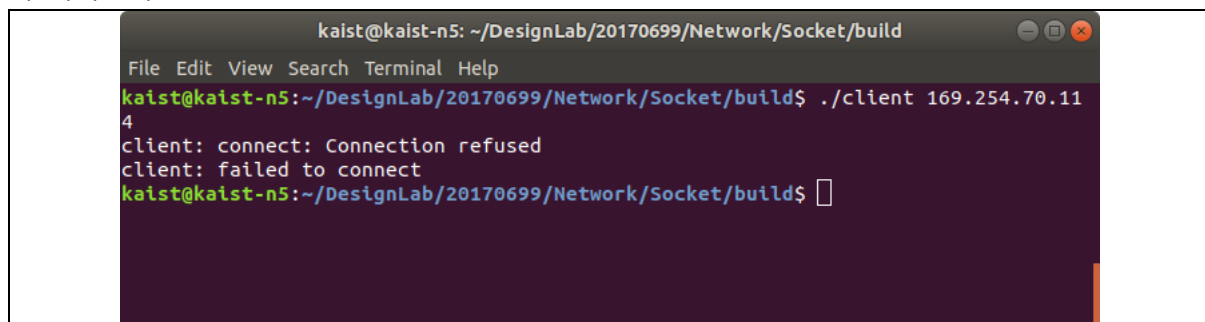 kaist@kaist-n5: ~/DesignLab/20170699/Network/Socket/build
File Edit View Search Terminal Help
kaist@kaist-n5:~/DesignLab/20170699/Network/Socket/build$ ./client 169.254.70.11
4
client: connect: Connection refused
client: failed to connect
kaist@kaist-n5:~/DesignLab/20170699/Network/Socket/build$